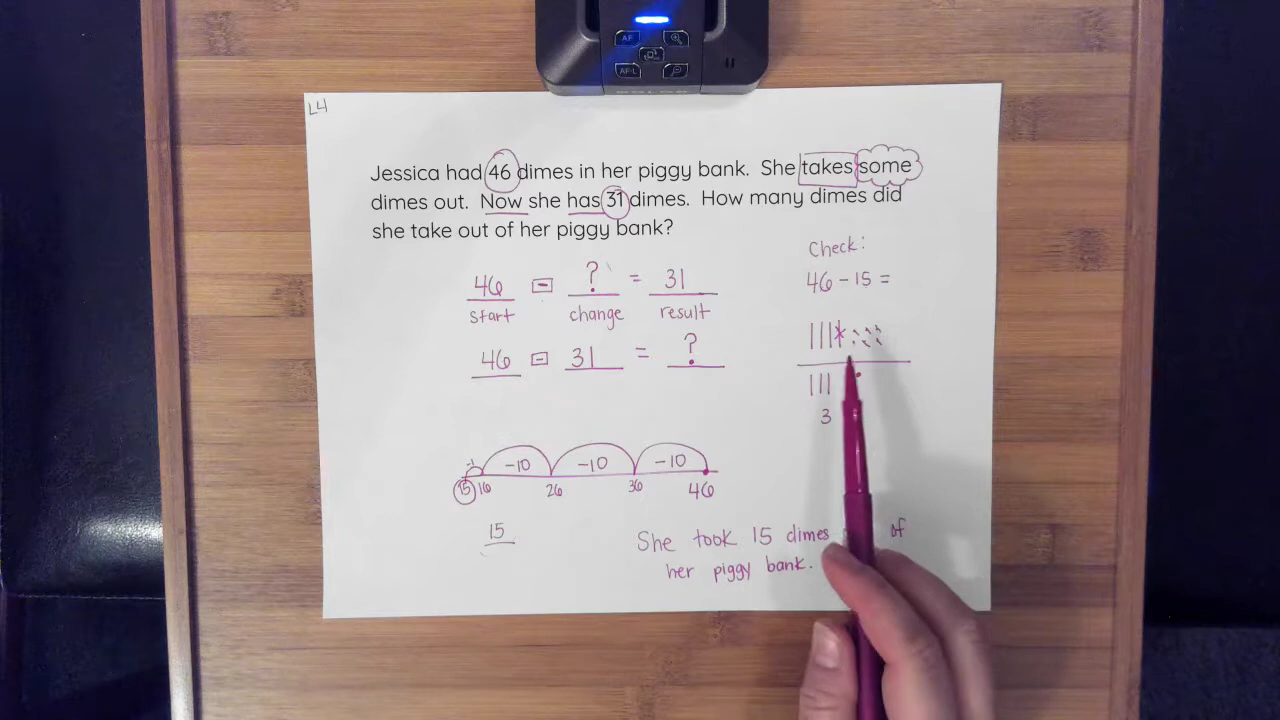 L4
Jessica had 46 dimes in her piggy bank. She takes some
dimes out. Now she has 31 dimes. How many dimes did
she take out of her piggy bank?
Check:
46 - 15 =
46 - ? = 31
start change result
46 - 31 = ?
3
-1 -10 -10 -10
15 16 26 36 46
15
She took 15 dimes of
her piggy bank.
AF
AF-L